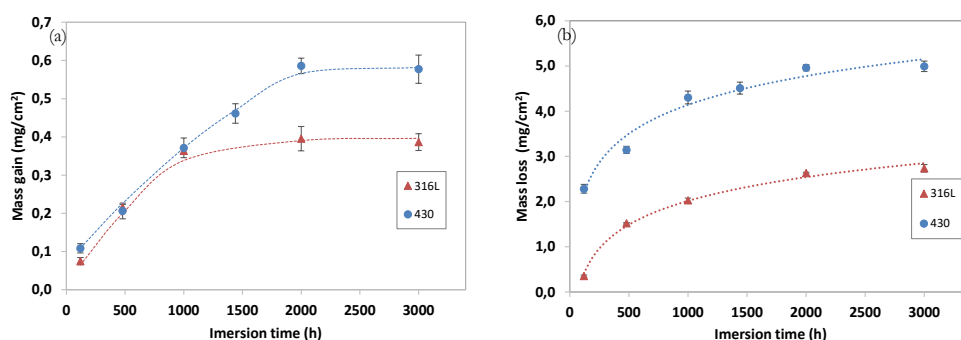 (a)
Mass gain (mg/cm²)
0,7
0,6
0,5
0,4
0,3
0,2
0,1
0,0
0 500 1000 1500 2000 2500 3000
Imersion time (h)
316L
430
(b)
Mass loss (mg/cm²)
6,0
5,0
4,0
3,0
2,0
1,0
0,0
0 500 1000 1500 2000 2500 3000
Imersion time (h)
316L
430